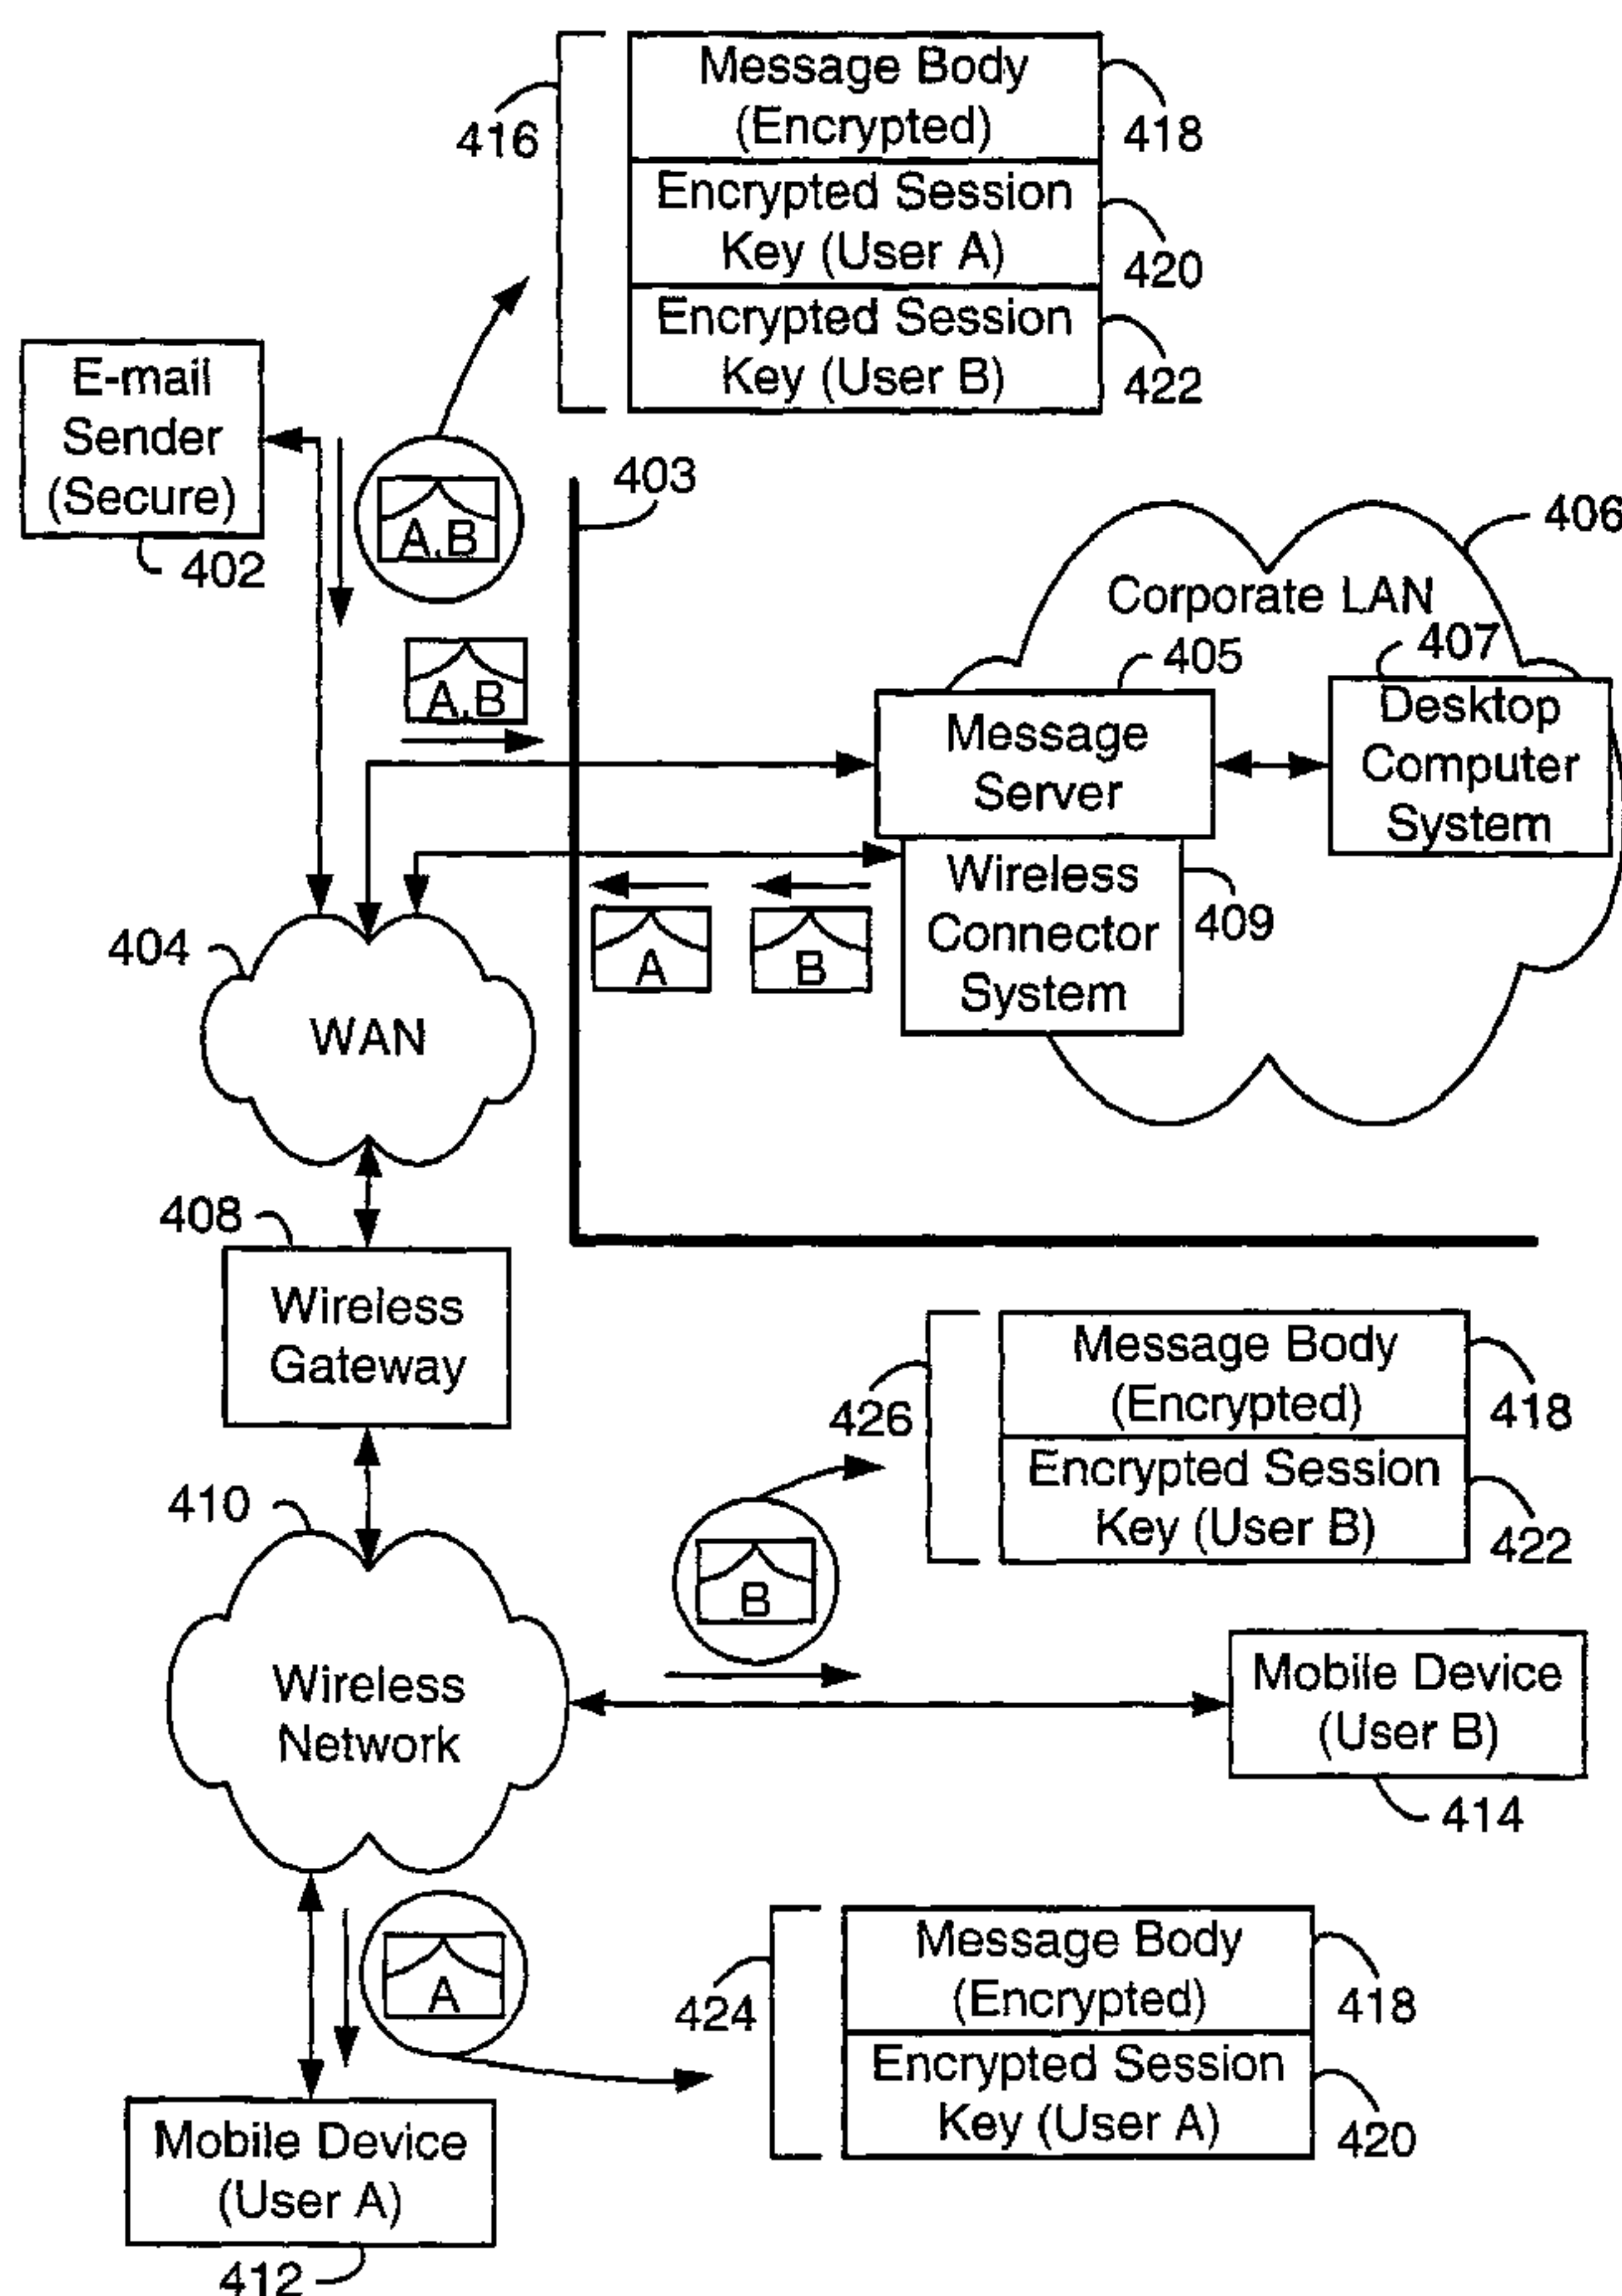 Message Body
(Encrypted)
416
418
Encrypted Session
Key (User A)
420
Encrypted Session
Key (User B)
422
E-mail
Sender
(Secure)
402
A,B
403
406
Corporate LAN
407
405
A,B
Message
Server
Desktop
Computer
System
Wireless
Connector
System
409
A
B
404
WAN
408
Wireless
Gateway
Message Body
(Encrypted)
426
418
Encrypted Session
Key (User B)
422
410
B
Wireless
Network
Mobile Device
(User B)
414
A
Message Body
(Encrypted)
424
418
Encrypted Session
Key (User A)
420
Mobile Device
(User A)
412